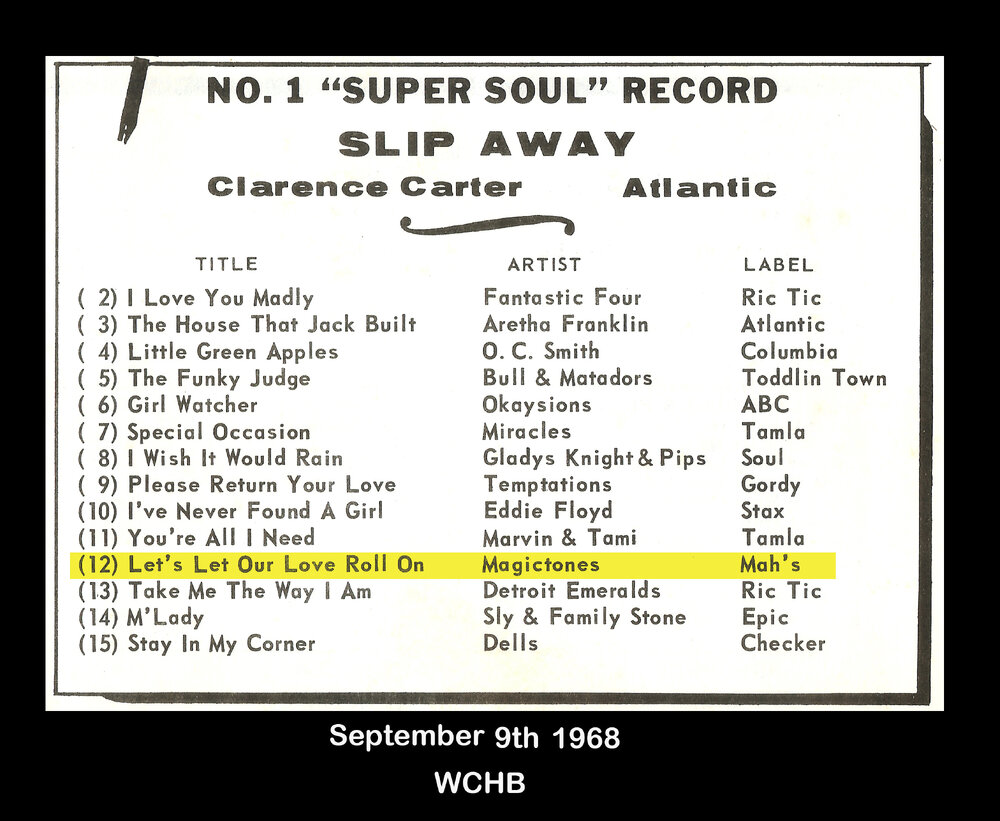 NO. 1 “SUPER SOUL” RECORD
SLIP AWAY
Clarence Carter Atlantic
TITLE ARTIST LABEL
( 2) I Love You Madly Fantastic Four Ric Tic
( 3) The House That Jack Built Aretha Franklin Atlantic
( 4) Little Green Apples O. C. Smith Columbia
( 5) The Funky Judge Bull & Matadors Toddlin Town
( 6) Girl Watcher Okaysions ABC
( 7) Special Occasion Miracles Tamla
( 8) I Wish It Would Rain Gladys Knight & Pips Soul
( 9) Please Return Your Love Temptations Gordy
(10) I've Never Found A Girl Eddie Floyd Stax
(11) You're All I Need Marvin & Tami Tamla
(12) Let's Let Our Love Roll On Magictones Mah's
(13) Take Me The Way I Am Detroit Emeralds Ric Tic
(14) M'Lady Sly & Family Stone Epic
(15) Stay In My Corner Dells Checker
September 9th 1968
WCHB